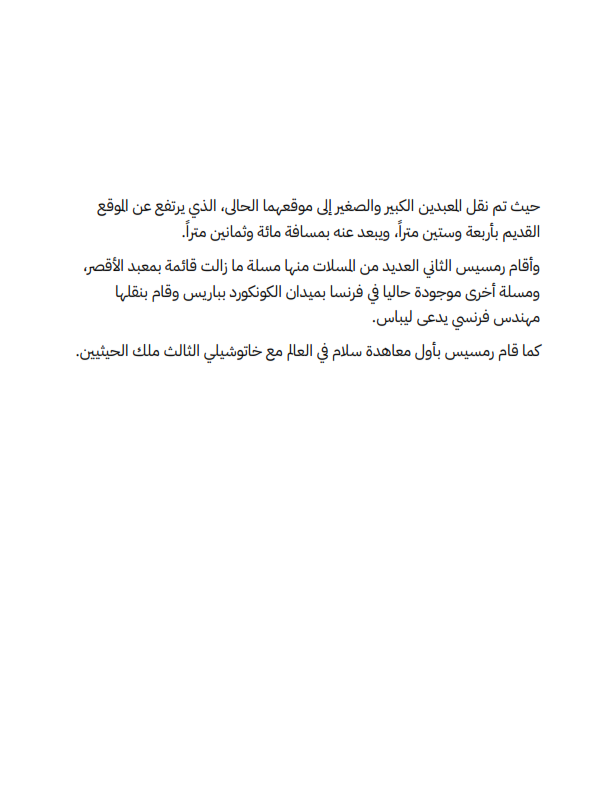 حيث تم نقل المعبدين الكبير والصغير إلى موقعهما الحالى، الذي يرتفع عن الموقع
القديم بأربعة وستين متراً، ويبعد عنه بمسافة مائة وثمانين متراً.
وأقام رمسيس الثاني العديد من المسلات منها مسلة ما زالت قائمة بمعبد الأقصر،
ومسلة أخرى موجودة حاليا في فرنسا بميدان الكونكورد بباريس وقام بنقلها
مهندس فرنسي يدعى ليباس.
كما قام رمسيس بأول معاهدة سلام في العالم مع خاتوشيلي الثالث ملك الحيثيين.